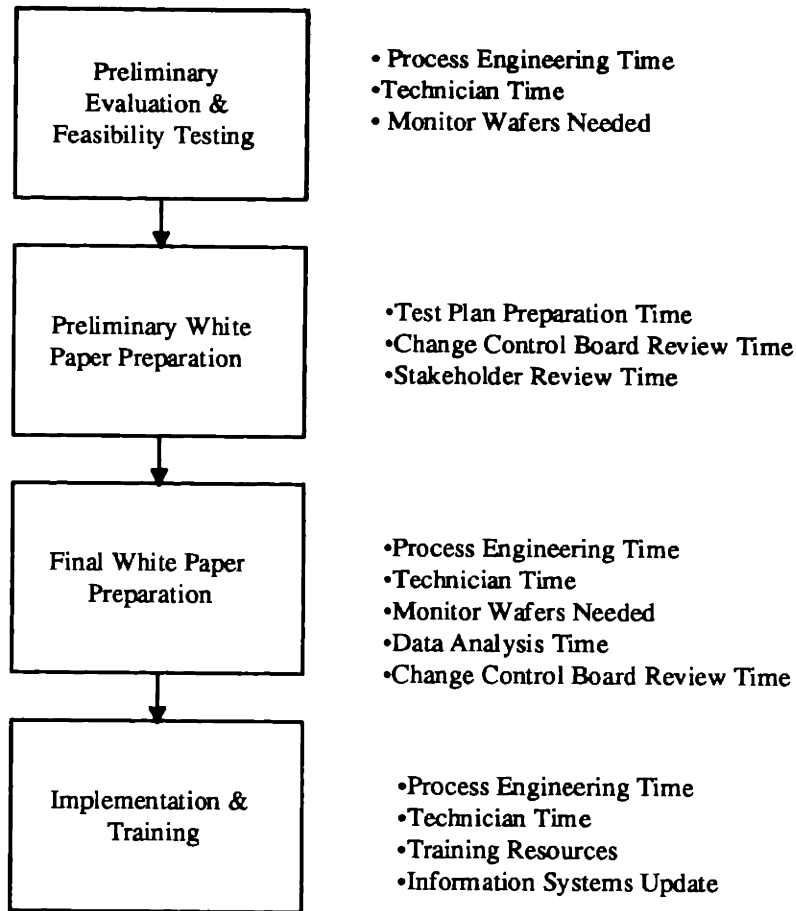 Preliminary
Evaluation &
Feasibility Testing
• Process Engineering Time
•Technician Time
• Monitor Wafers Needed
Preliminary White
Paper Preparation
•Test Plan Preparation Time
•Change Control Board Review Time
•Stakeholder Review Time
Final White Paper
Preparation
•Process Engineering Time
•Technician Time
•Monitor Wafers Needed
•Data Analysis Time
•Change Control Board Review Time
Implementation &
Training
•Process Engineering Time
•Technician Time
•Training Resources
•Information Systems Update